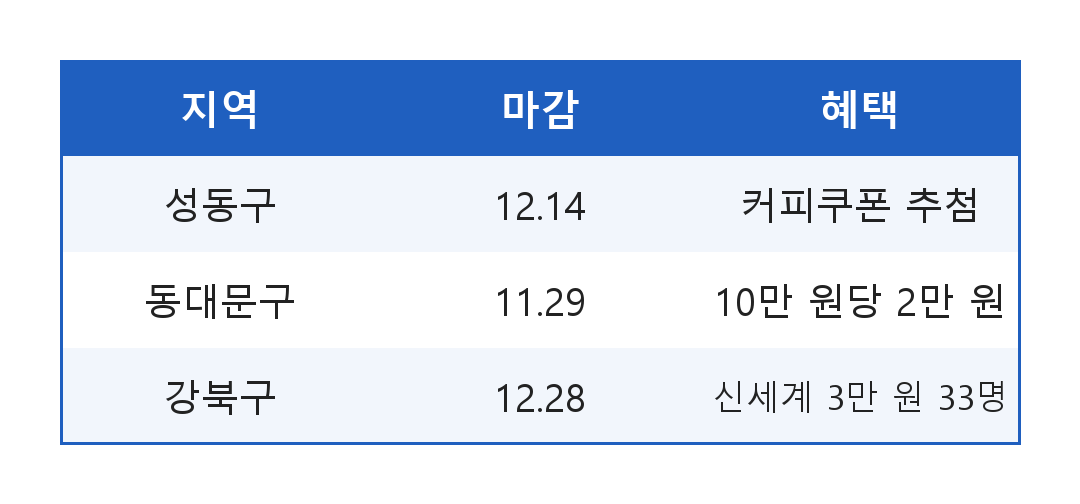 지역 마감 혜택
성동구 12.14 커피쿠폰 추첨
동대문구 11.29 10만 원당 2만 원
강북구 12.28 신세계 3만 원 33명